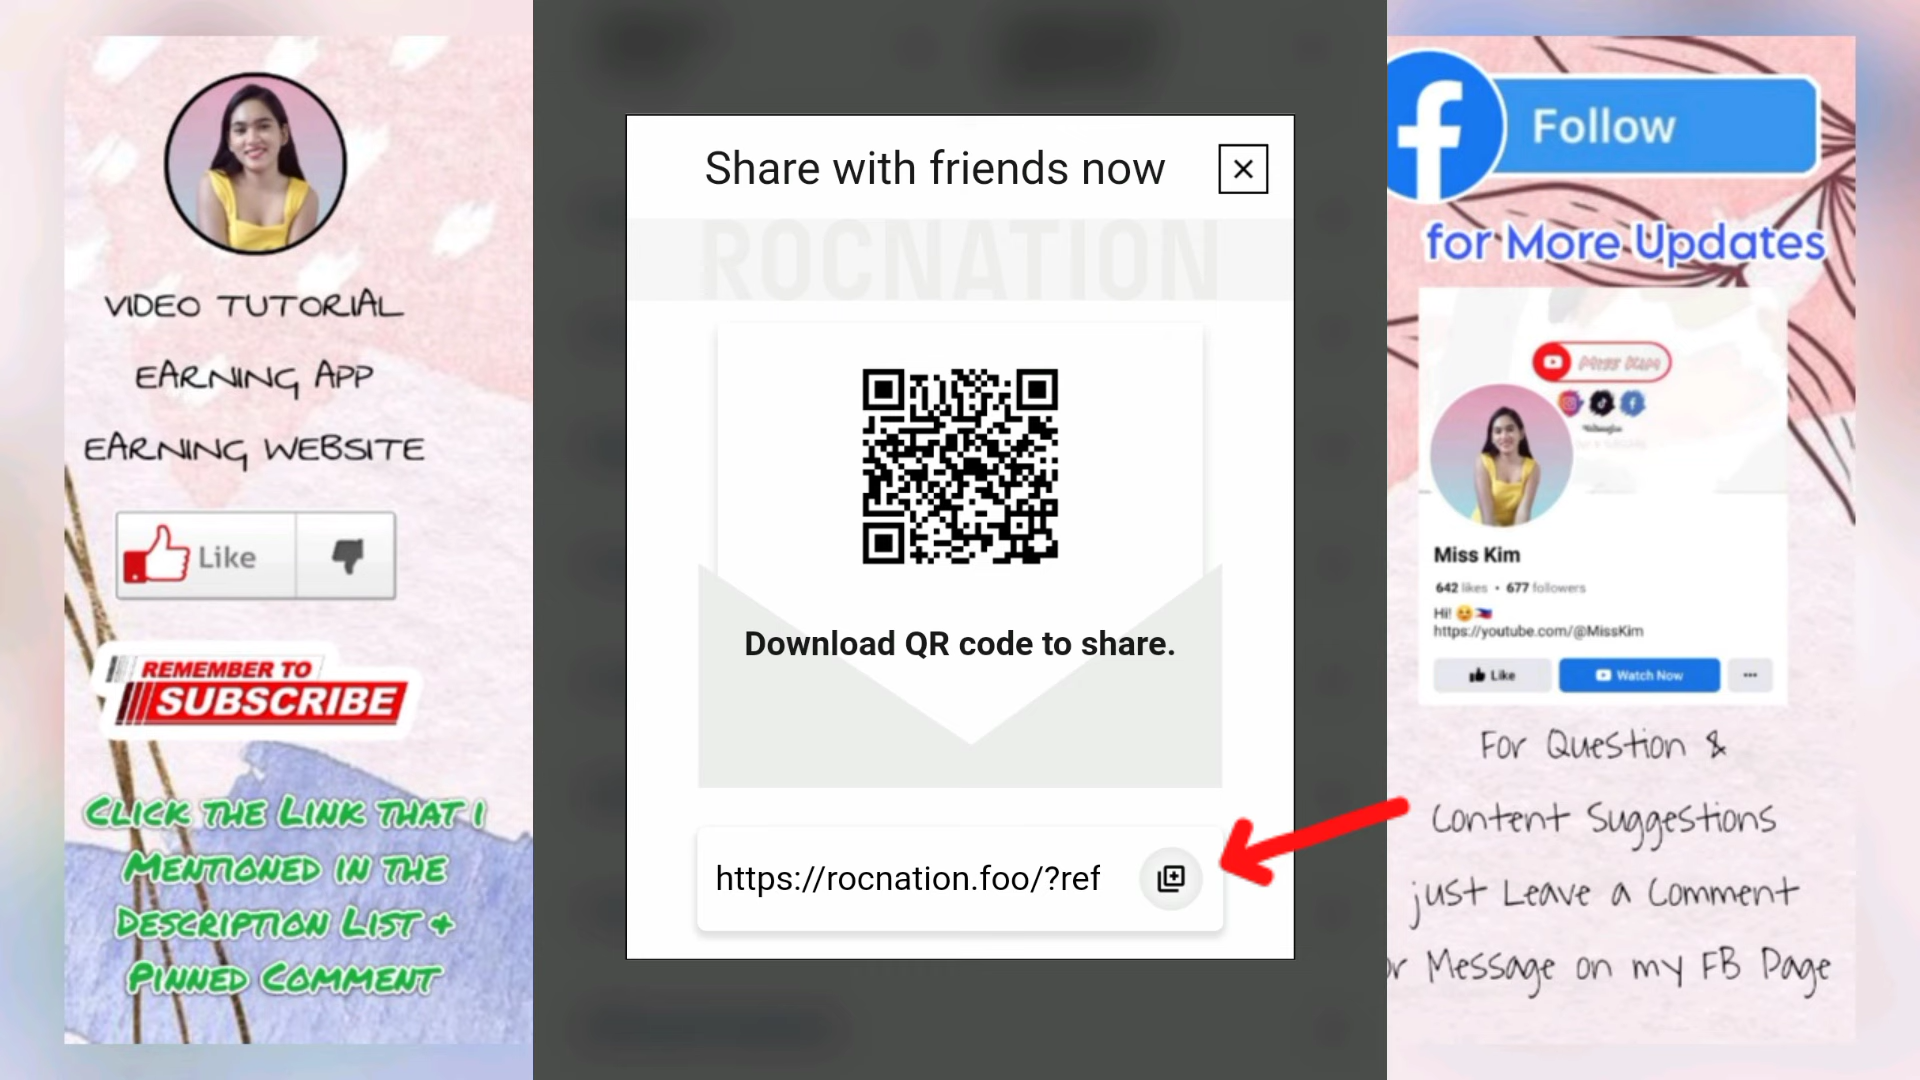 VIDEO TUTORIAL
EARNING APP
EARNING WEBSITE
Like
REMEMBER TO
SUBSCRIBE
CLICK THE LINK THAT I
MENTIONED IN THE
DESCRIPTION LIST &
PINNED COMMENT
Share with friends now
ROCNATION
Download QR code to share.
https://rocnation.foo/?ref
Follow
for More Updates
MISS KIM
Miss Kim
642 likes • 677 followers
Hi! 😊🇵🇭
https://youtube.com/@MissKim
Like
Watch Now
For Question &
Content Suggestions
just Leave a Comment
or Message on my FB Page